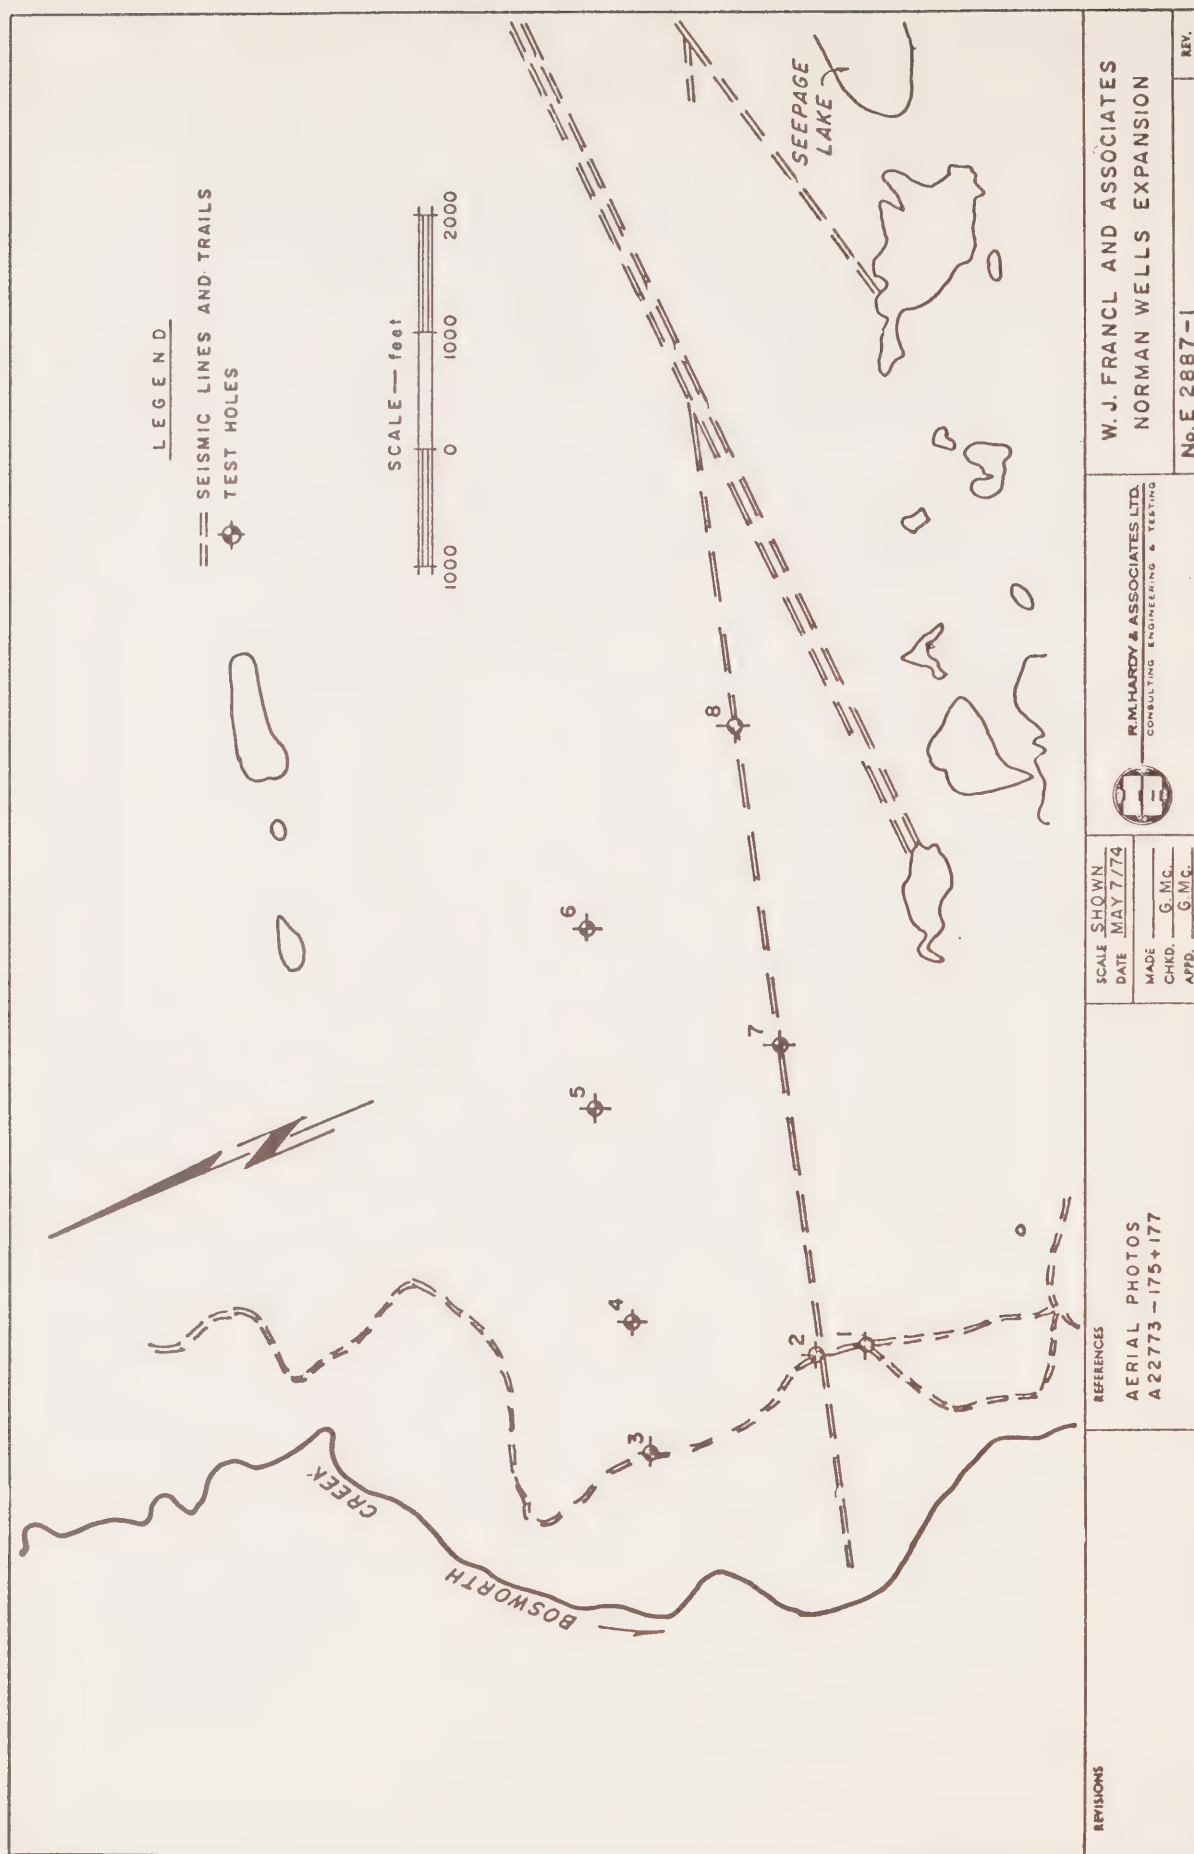 LEGEND
SEISMIC LINES AND TRAILS
TEST HOLES
SCALE — feet
1000 0 1000 2000
SEEPAGE
LAKE
8
6
7
5
4
2
1
3
CREEK
BOSWORTH
REVISIONS
REFERENCES
AERIAL PHOTOS
A22773-175+177
SCALE SHOWN
DATE MAY 7/74
MADE
CHKD. G.MC.
APPD. G.MC.
R.M.HARDY & ASSOCIATES LTD.
CONSULTING ENGINEERING & TESTING
W. J. FRANCL AND ASSOCIATES
NORMAN WELLS EXPANSION
No. E 2887-1
REV.